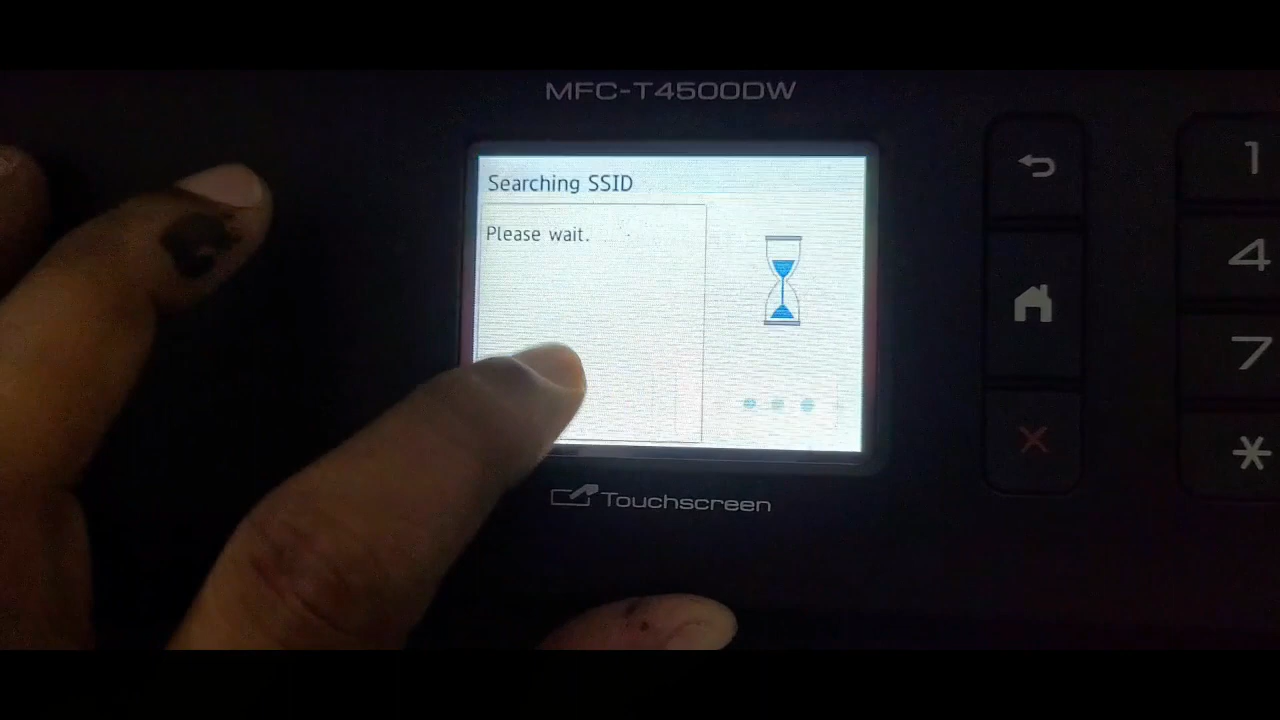 MFC-T4500DW
Searching SSID
Please wait.
Touchscreen
1
4
7
*